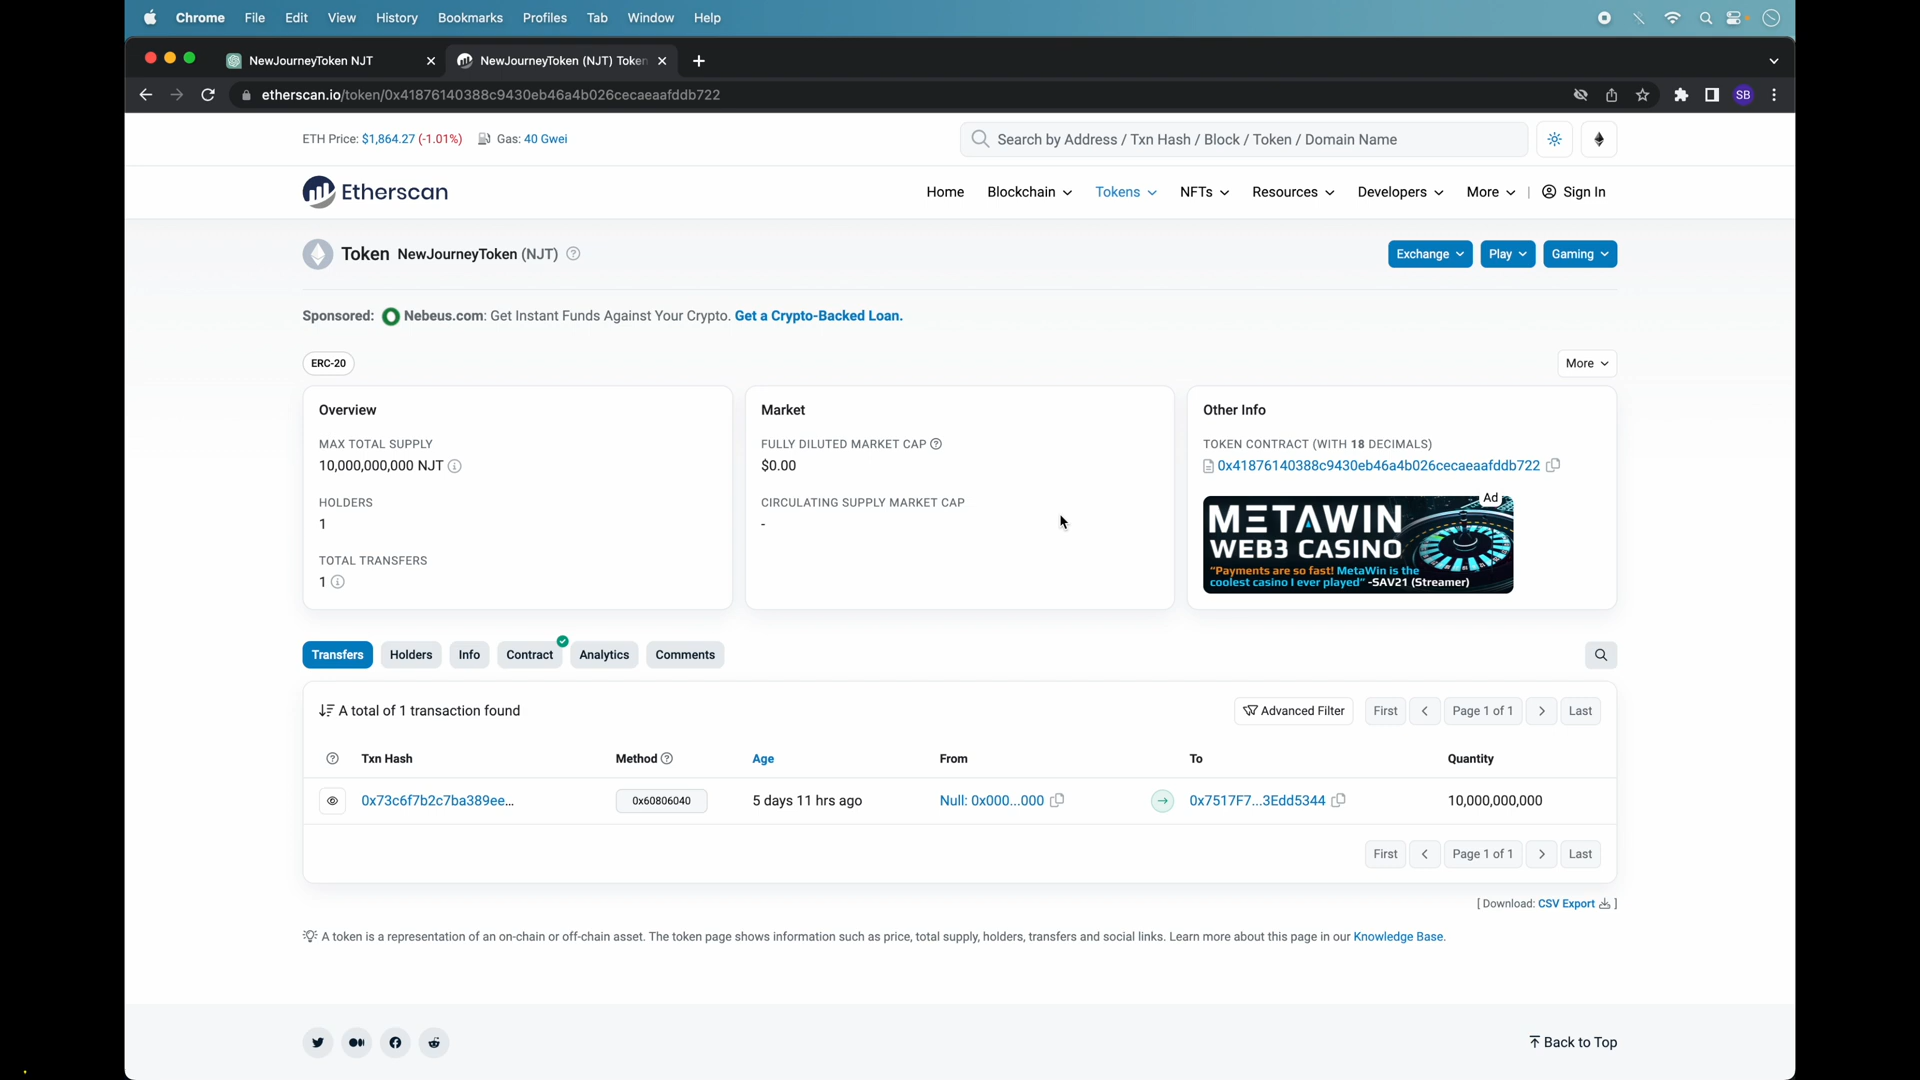 Chrome File Edit View History Bookmarks Profiles Tab Window Help
NewJourneyToken NJT
NewJourneyToken (NJT) Token
etherscan.io/token/0x41876140388c9430eb46a4b026cecaeaafddb722
SB
ETH Price: $1,864.27 (-1.01%) Gas: 40 Gwei
Search by Address / Txn Hash / Block / Token / Domain Name
Etherscan
Home Blockchain Tokens NFTs Resources Developers More | Sign In
Token NewJourneyToken (NJT)
Exchange Play Gaming
Sponsored: Nebeus.com: Get Instant Funds Against Your Crypto. Get a Crypto-Backed Loan.
ERC-20
More
Overview
MAX TOTAL SUPPLY
10,000,000,000 NJT
HOLDERS
1
TOTAL TRANSFERS
1
Market
FULLY DILUTED MARKET CAP
$0.00
CIRCULATING SUPPLY MARKET CAP
-
Other Info
TOKEN CONTRACT (WITH 18 DECIMALS)
0x41876140388c9430eb46a4b026cecaeaafddb722
Ad
METAWIN
WEB3 CASINO
“Payments are so fast! MetaWin is the
coolest casino I ever played” -SAV21 (Streamer)
Transfers Holders Info Contract Analytics Comments
A total of 1 transaction found
Advanced Filter First Page 1 of 1 Last
Txn Hash Method Age From To Quantity
0x73c6f7b2c7ba389ee... 0x60806040 5 days 11 hrs ago Null: 0x000...000 0x7517F7...3Edd5344 10,000,000,000
First Page 1 of 1 Last
[ Download: CSV Export ]
A token is a representation of an on-chain or off-chain asset. The token page shows information such as price, total supply, holders, transfers and social links. Learn more about this page in our Knowledge Base.
Back to Top